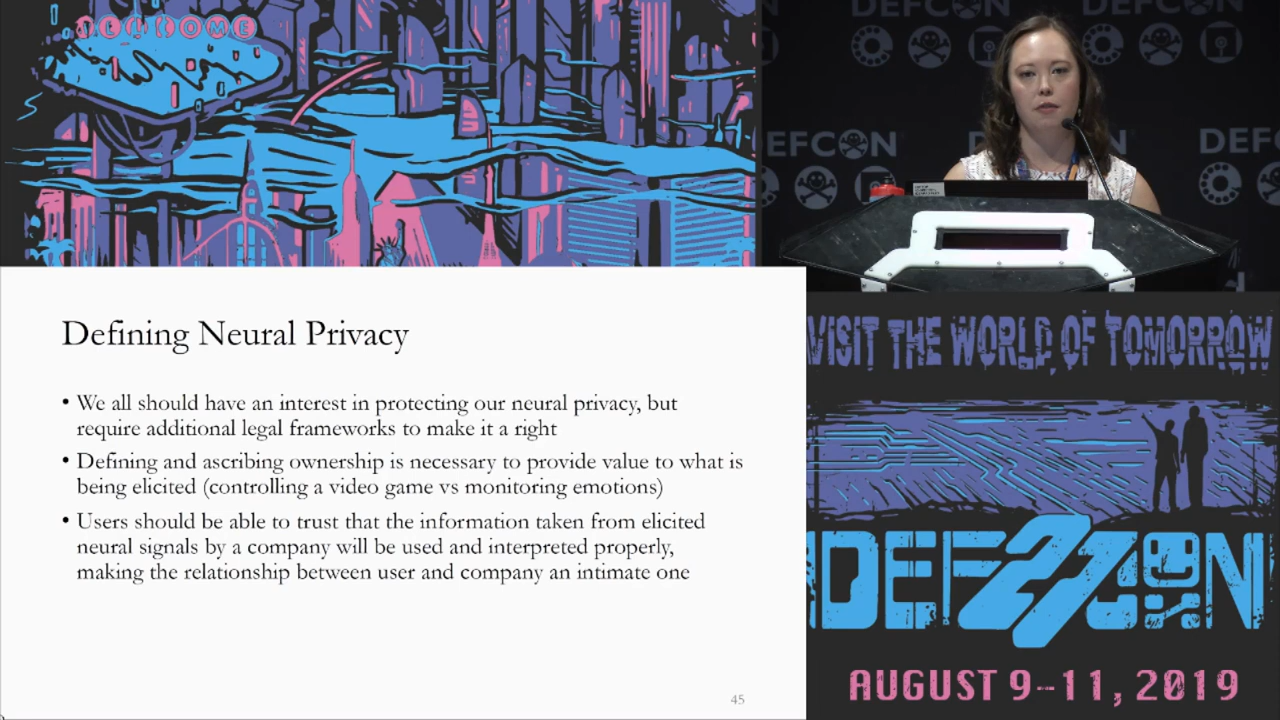 WELCOME
DEFCON
DEFCON
DEFCON
DEFCON
DEF
Defining Neural Privacy
• We all should have an interest in protecting our neural privacy, but
require additional legal frameworks to make it a right
• Defining and ascribing ownership is necessary to provide value to what is
being elicited (controlling a video game vs monitoring emotions)
• Users should be able to trust that the information taken from elicited
neural signals by a company will be used and interpreted properly,
making the relationship between user and company an intimate one
45
VISIT THE WORLD OF TOMORROW
DEF27CON
AUGUST 9-11, 2019